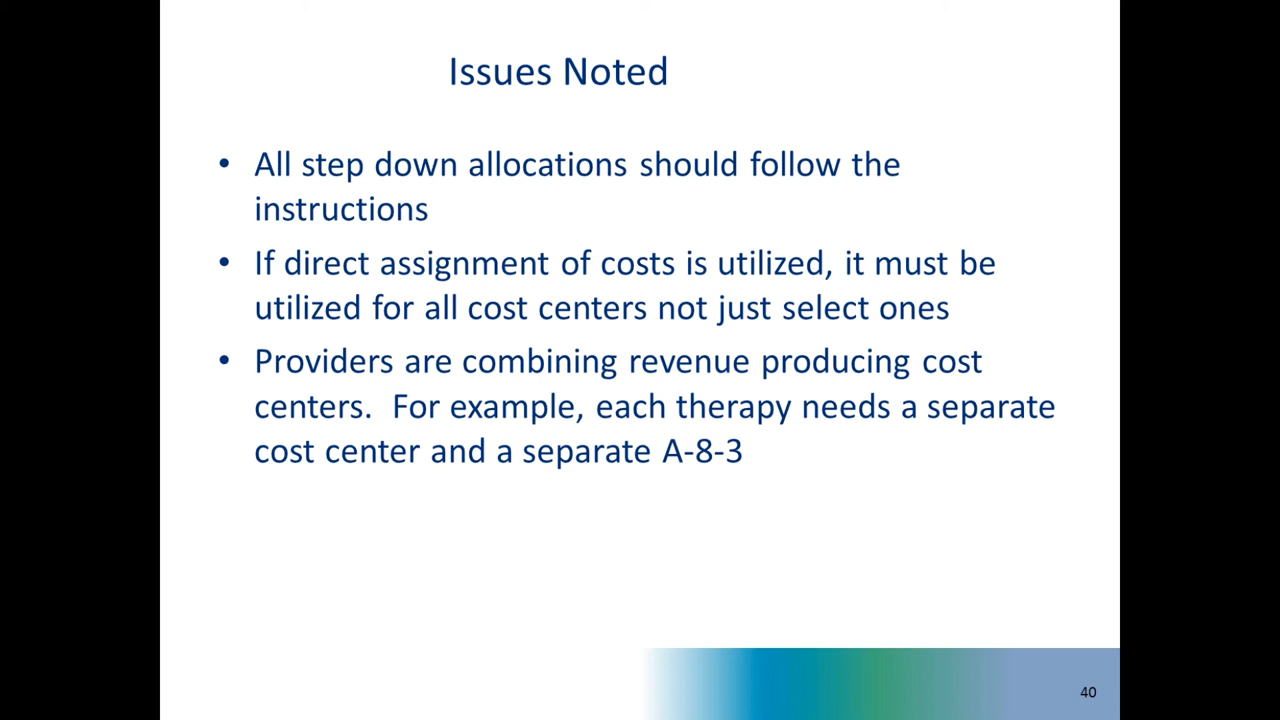 Issues Noted
• All step down allocations should follow the
instructions
• If direct assignment of costs is utilized, it must be
utilized for all cost centers not just select ones
• Providers are combining revenue producing cost
centers.  For example, each therapy needs a separate
cost center and a separate A-8-3
40